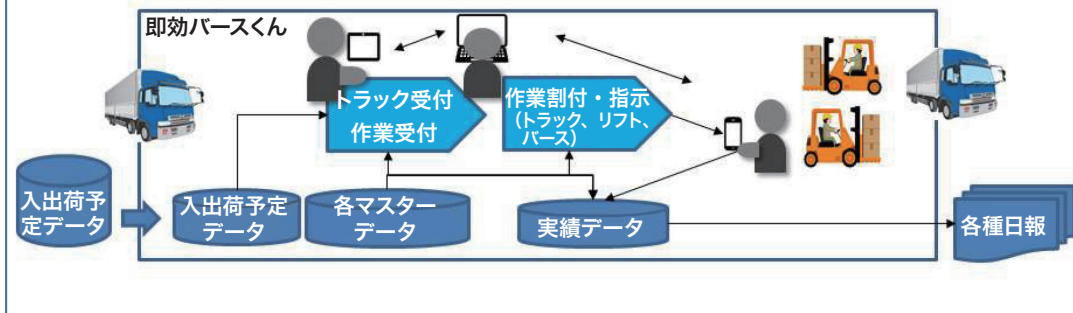 即効バースくん
トラック受付
作業受付
作業割付・指示
（トラック、リフト、
バース）
入出荷予
定データ
入出荷予定
データ
各マスター
データ
実績データ
各種日報